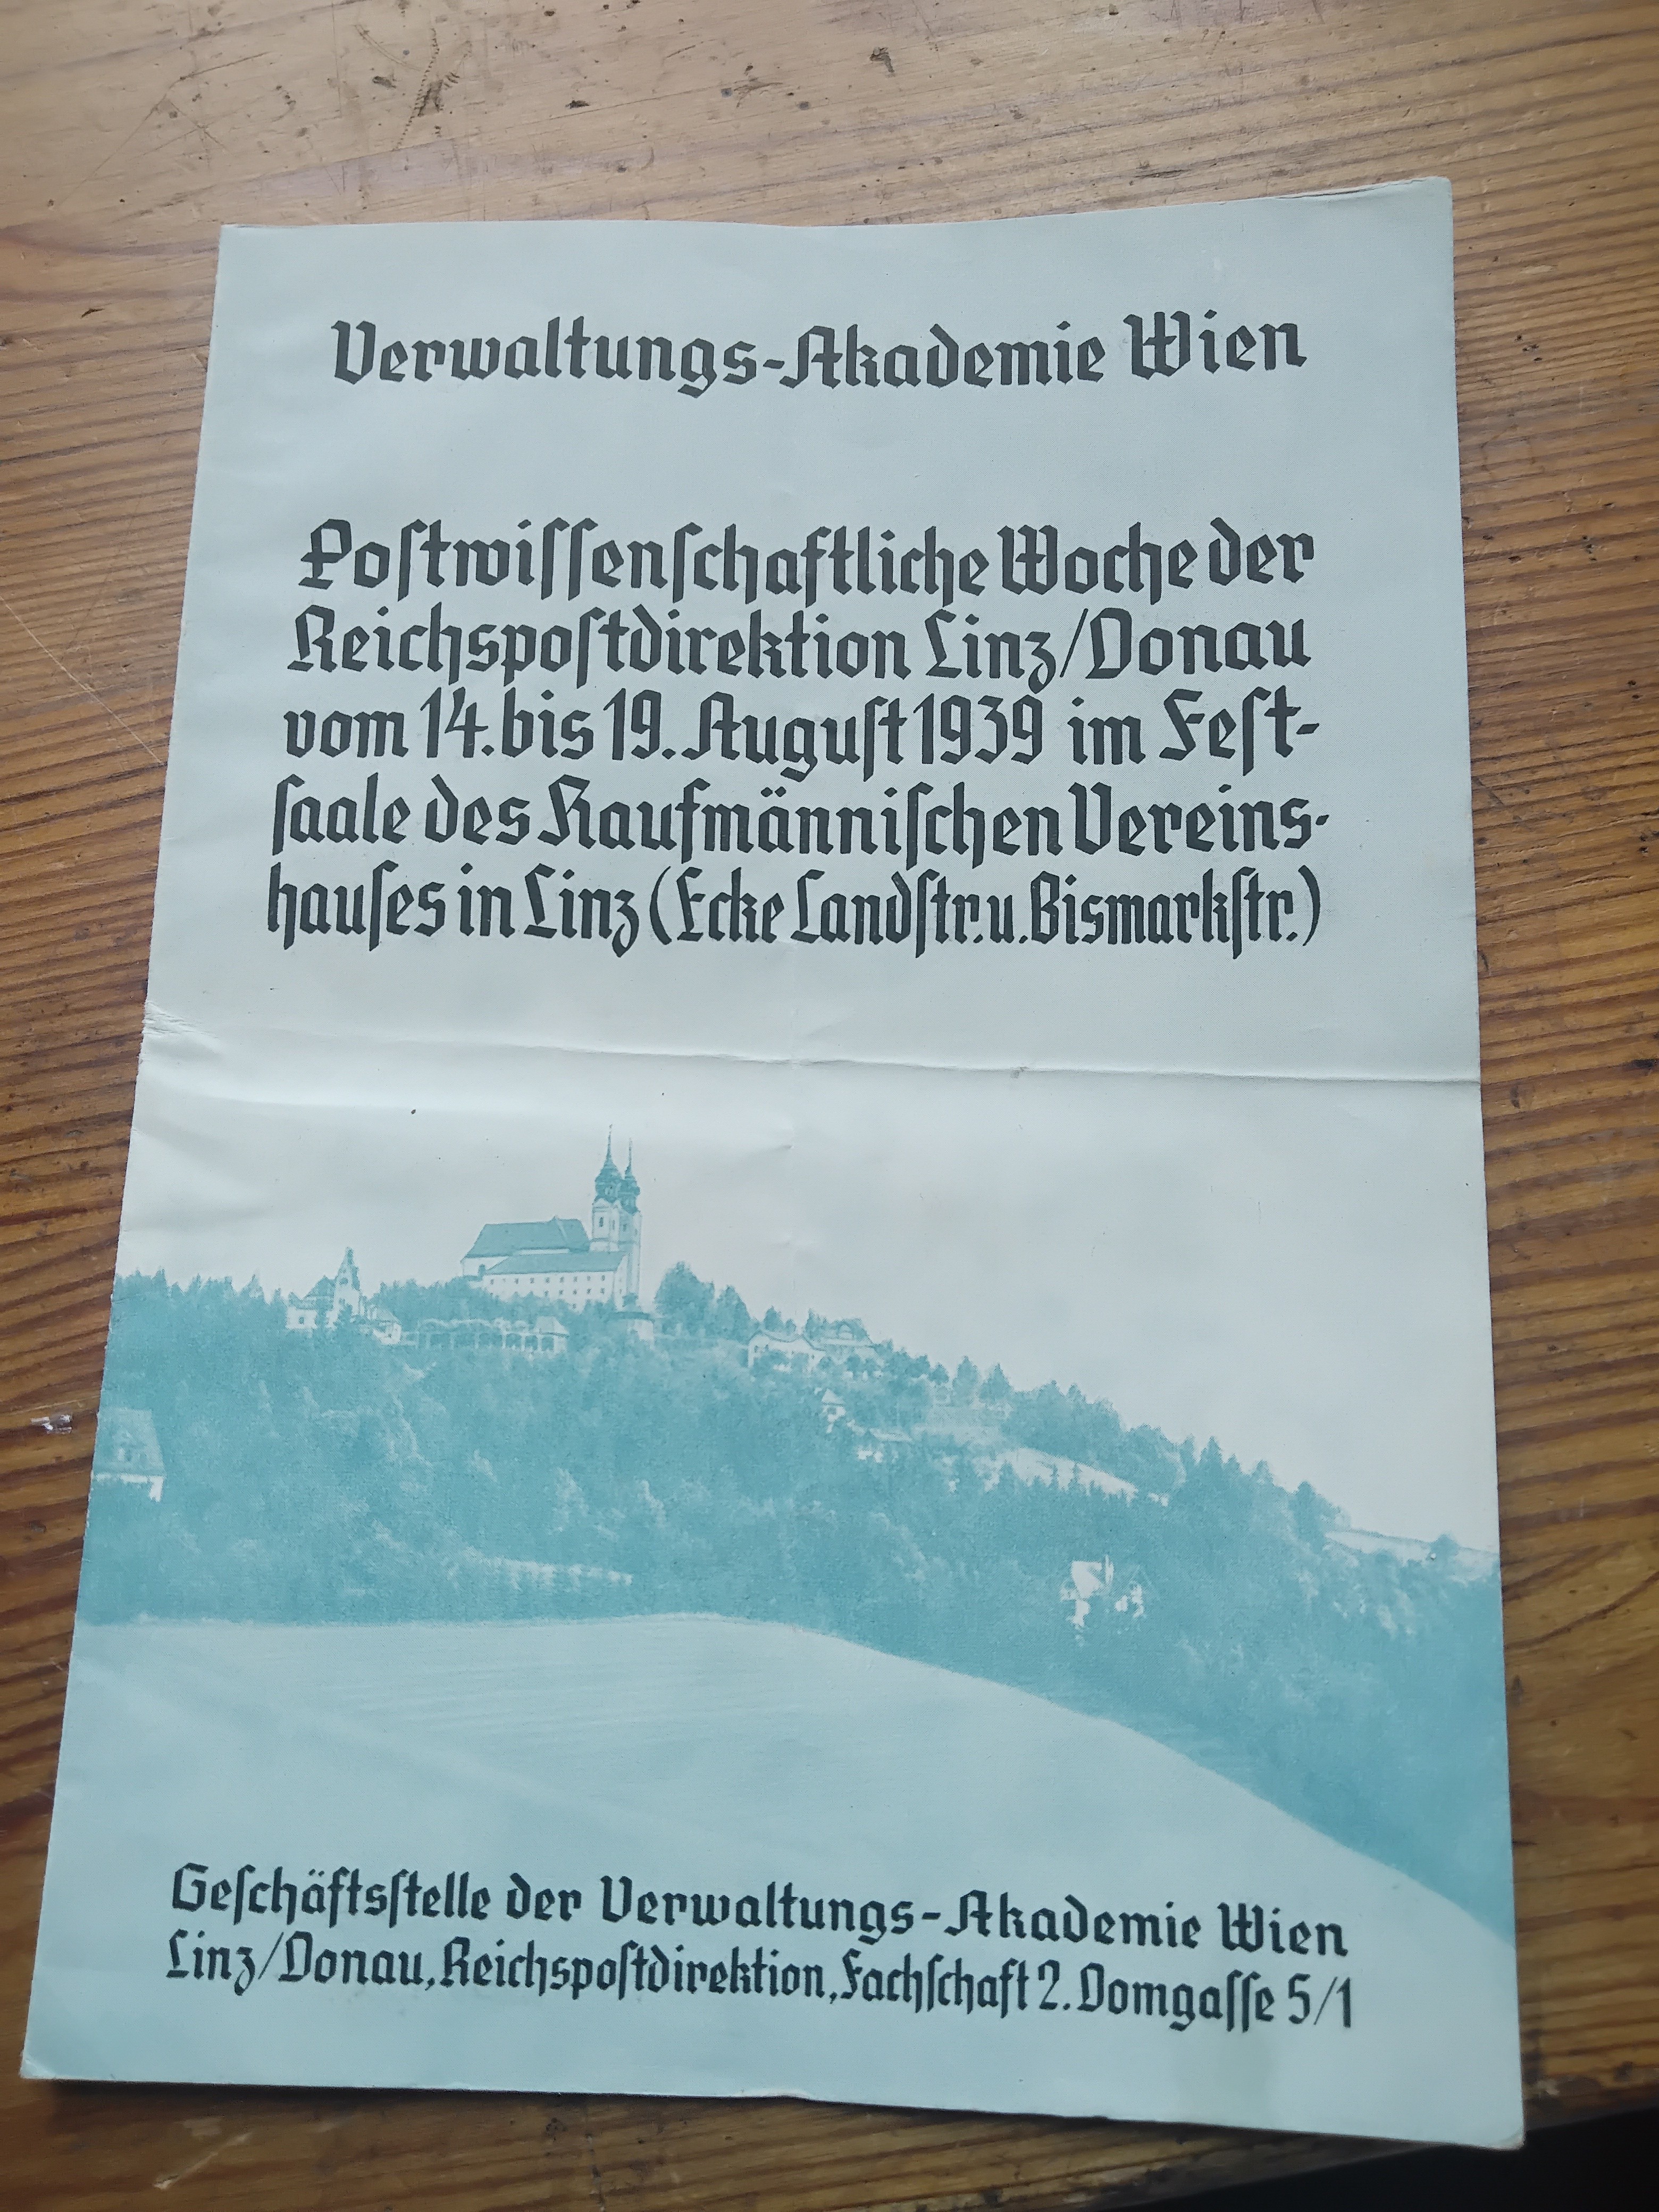 Verwaltungs-Akademie Wien
Poſtwiſſenſchaftliche Woche der
Reichspoſtdirektion Linz/Donau
vom 14. bis 19. Auguſt 1939 im Feſt-
ſaale des Kaufmänniſchen Vereins-
hauſes in Linz (Ecke Landſtr. u. Bismarkſtr.)
Geſchäftsſtelle der Verwaltungs-Akademie Wien
Linz/Donau, Reichspoſtdirektion, Fachſchaft 2. Domgaſſe 5/1